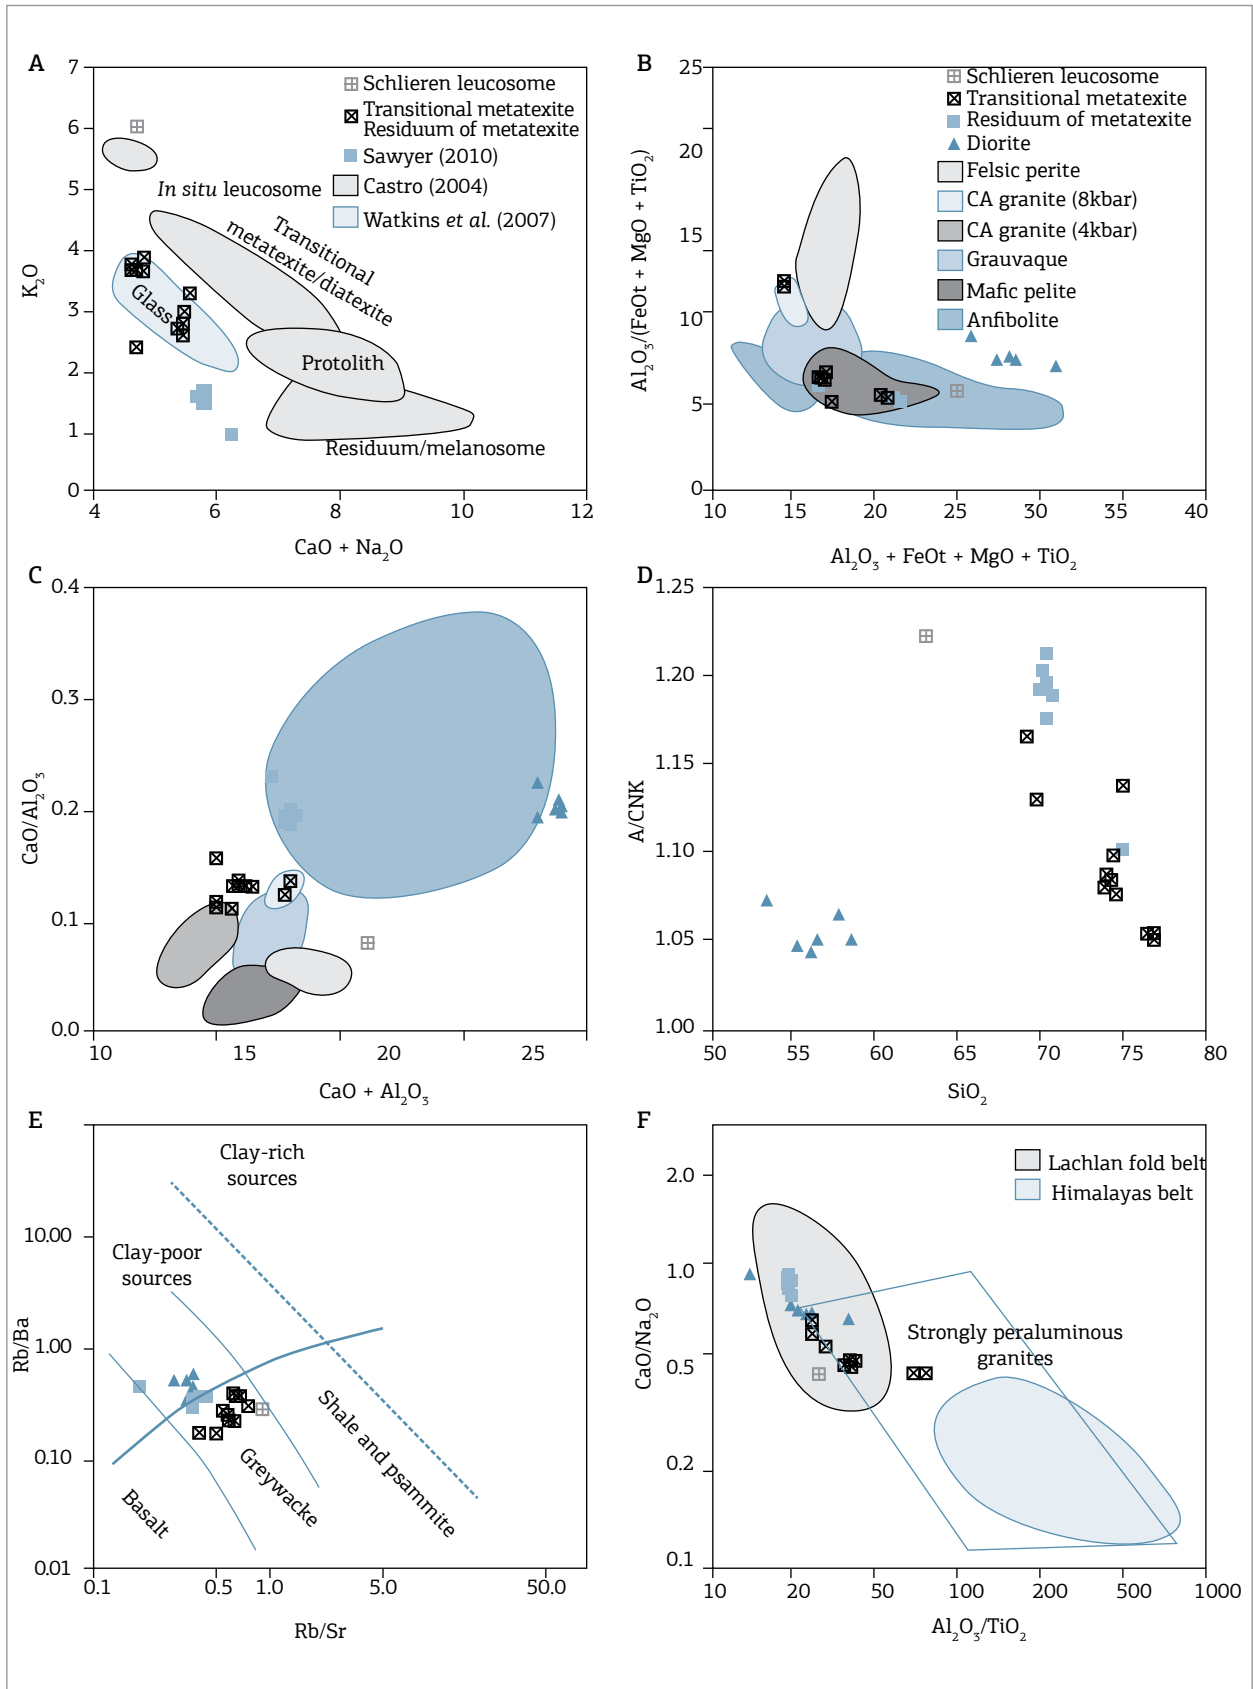 A
7
6
5
4
3
2
1
0
K₂O
4
6
8
10
12
CaO + Na₂O
Schlieren leucosome
Transitional metatexite
Residuum of metatexite
Sawyer (2010)
Castro (2004)
Watkins et al. (2007)
In situ leucosome
Transitional
metatexite/diatexite
Glass
Protolith
Residuum/melanosome
B
25
20
15
10
5
0
Al₂O₃/(FeOt + MgO + TiO₂)
10
15
20
25
30
35
40
Al₂O₃ + FeOt + MgO + TiO₂
Schlieren leucosome
Transitional metatexite
Residuum of metatexite
Diorite
Felsic perite
CA granite (8kbar)
CA granite (4kbar)
Grauvaque
Mafic pelite
Anfibolite
C
0.4
0.3
0.2
0.1
0.0
CaO/Al₂O₃
10
15
20
25
CaO + Al₂O₃
D
1.25
1.20
1.15
1.10
1.05
1.00
A/CNK
50
55
60
65
70
75
80
SiO₂
E
10.00
1.00
0.10
0.01
Rb/Ba
0.1
0.5
1.0
5.0
50.0
Rb/Sr
Clay-rich
sources
Clay-poor
sources
Basalt
Greywacke
Shale and psammite
F
2.0
1.0
0.5
0.2
0.1
CaO/Na₂O
10
20
50
100
200
500
1000
Al₂O₃/TiO₂
Lachlan fold belt
Himalayas belt
Strongly peraluminous
granites